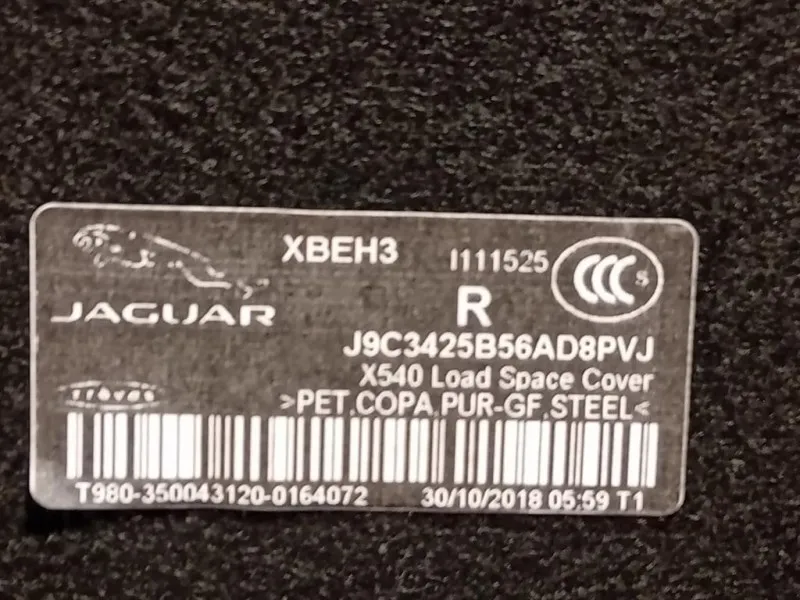 XBEH3 I111525 CCC S
JAGUAR R
J9C3425B56AD8PVJ
X540 Load Space Cover
>PET.COPA.PUR-GF.STEEL<
T980-350043120-0164072 30/10/2018 05:59 T1